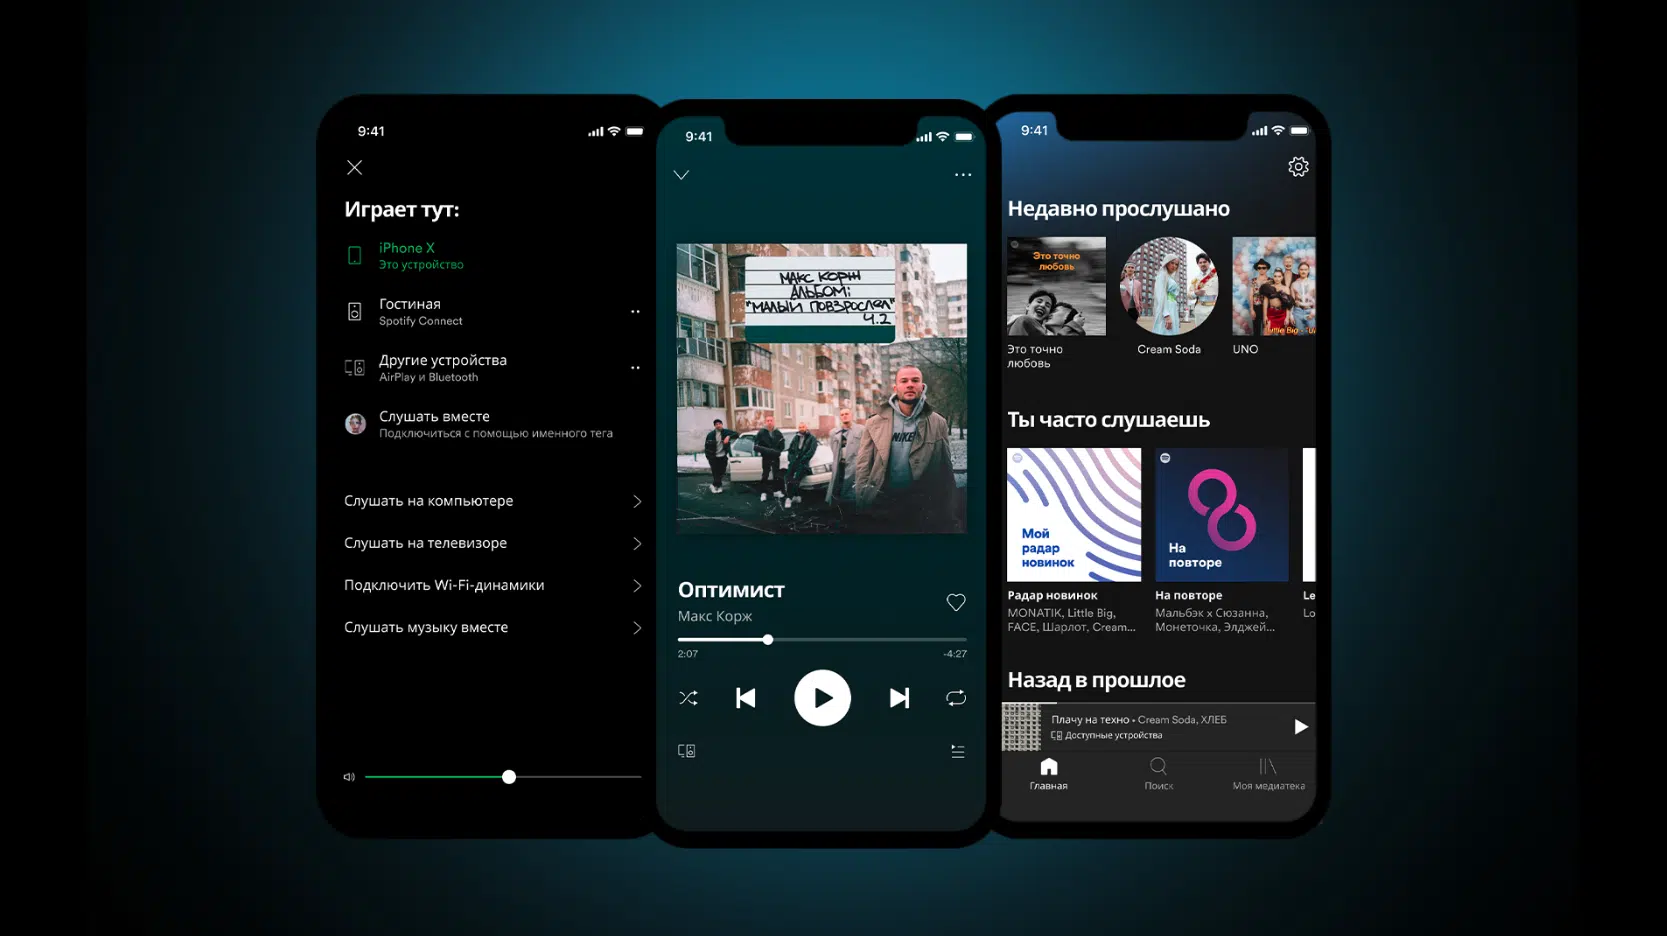 9:41
Играет тут:
iPhone X
Это устройство
Гостиная
Spotify Connect
Другие устройства
AirPlay и Bluetooth
Слушать вместе
Подключиться с помощью именного тега
Слушать на компьютере
Слушать на телевизоре
Подключить Wi-Fi-динамики
Слушать музыку вместе
9:41
МАКС КОРЖ
АЛЬБОМ:
"МАЛЫЙ ПОВЗРОСЛЕЛ"
Ч.2
NIKE
Оптимист
Макс Корж
2:07
-4:27
9:41
Недавно прослушано
Это точно
любовь
Little Big - U
Это точно
любовь
Cream Soda
UNO
Ты часто слушаешь
Мой
радар
новинок
На
повторе
Радар новинок
MONATIK, Little Big,
FACE, Шарлот, Cream...
На повторе
Мальбэк x Сюзанна,
Монеточка, Элджей...
Le
Lo
Назад в прошлое
Плачу на техно • Cream Soda, ХЛЕБ
Доступные устройства
Главная
Поиск
Моя медиатека